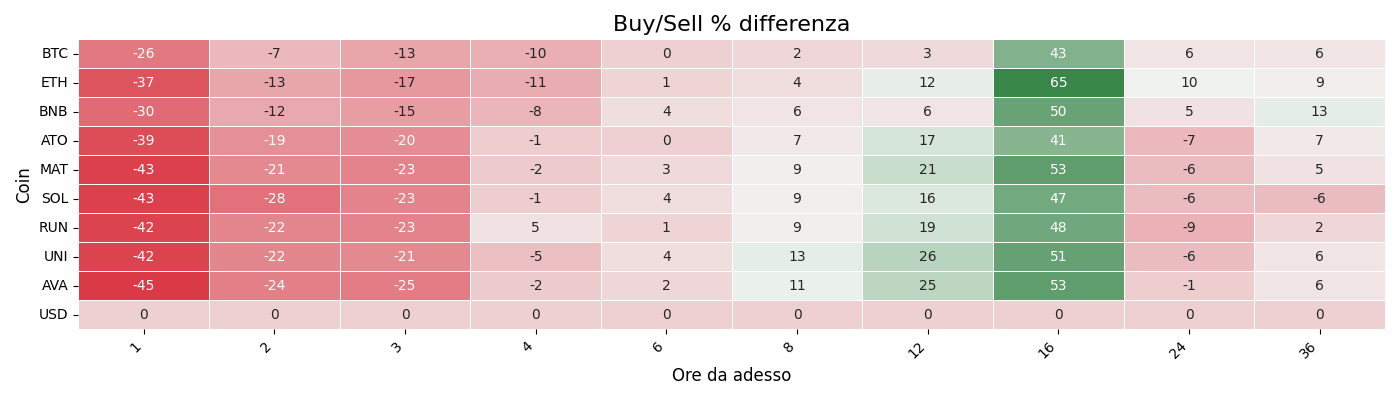 Buy/Sell % differenza
Coin
BTC -26 -7 -13 -10 0 2 3 43 6 6
ETH -37 -13 -17 -11 1 4 12 65 10 9
BNB -30 -12 -15 -8 4 6 6 50 5 13
ATO -39 -19 -20 -1 0 7 17 41 -7 7
MAT -43 -21 -23 -2 3 9 21 53 -6 5
SOL -43 -28 -23 -1 4 9 16 47 -6 -6
RUN -42 -22 -23 5 1 9 19 48 -9 2
UNI -42 -22 -21 -5 4 13 26 51 -6 6
AVA -45 -24 -25 -2 2 11 25 53 -1 6
USD 0 0 0 0 0 0 0 0 0 0
1 2 3 4 6 8 12 16 24 36
Ore da adesso